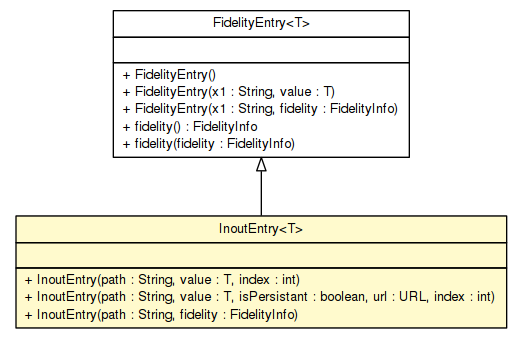 FidelityEntry<T>
+ FidelityEntry()
+ FidelityEntry(x1 : String, value : T)
+ FidelityEntry(x1 : String, fidelity : FidelityInfo)
+ fidelity() : FidelityInfo
+ fidelity(fidelity : FidelityInfo)
InoutEntry<T>
+ InoutEntry(path : String, value : T, index : int)
+ InoutEntry(path : String, value : T, isPersistant : boolean, url : URL, index : int)
+ InoutEntry(path : String, fidelity : FidelityInfo)